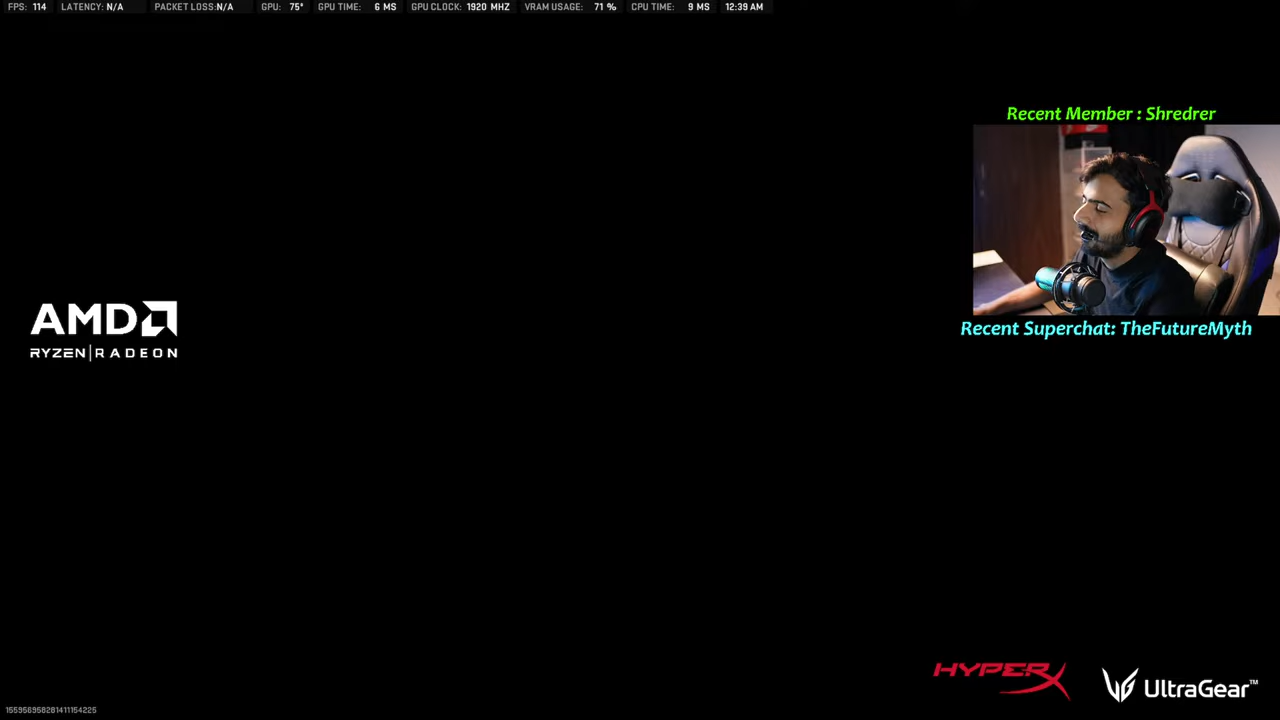 FPS: 114 LATENCY: N/A PACKET LOSS:N/A GPU: 75° GPU TIME: 6 MS GPU CLOCK: 1920 MHZ VRAM USAGE: 71 % CPU TIME: 9 MS 12:39 AM
Recent Member : Shredrer
AMD
RYZEN|RADEON
Recent Superchat: TheFutureMyth
HYPERX
UltraGear™